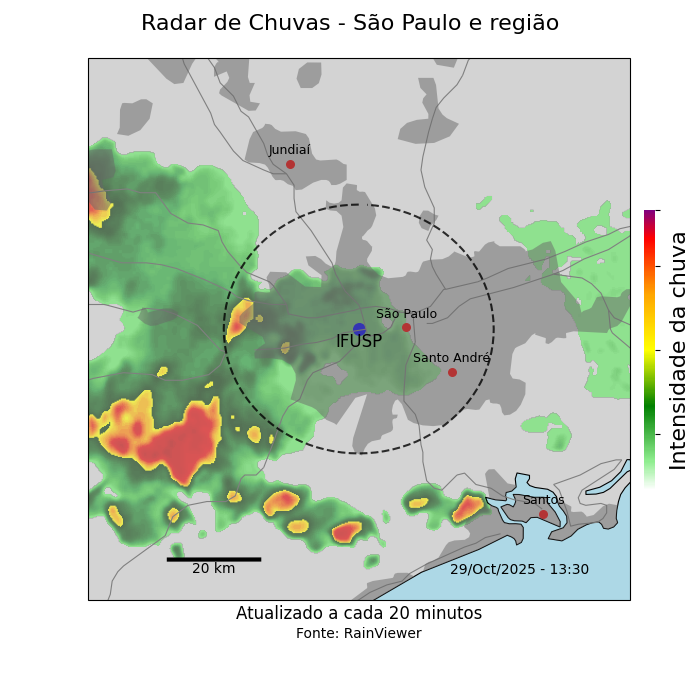 Radar de Chuvas - São Paulo e região
Jundiaí
São Paulo
IFUSP
Santo André
Intensidade da chuva
Santos
20 km
29/Oct/2025 - 13:30
Atualizado a cada 20 minutos
Fonte: RainViewer